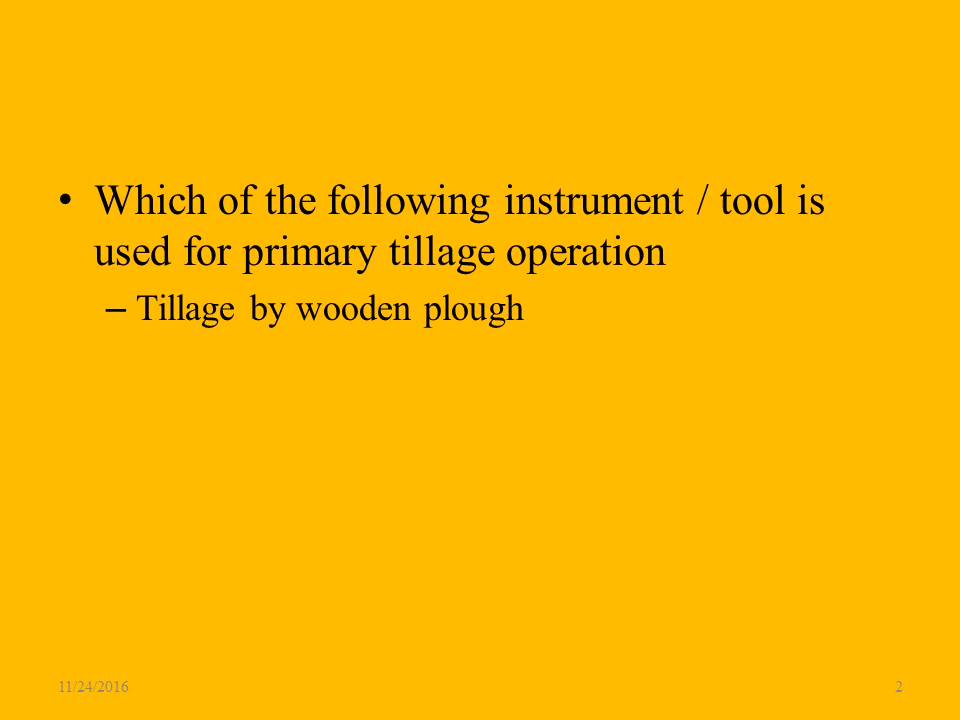 • Which of the following instrument / tool is
used for primary tillage operation
– Tillage by wooden plough
11/24/2016 2